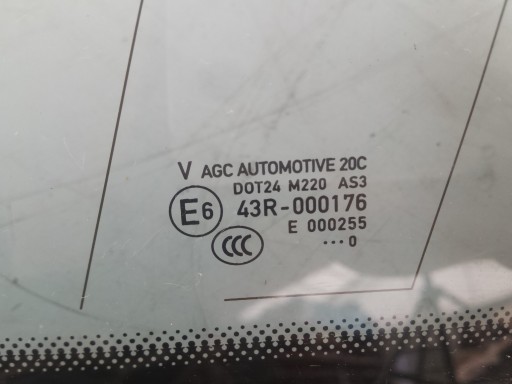 V AGC AUTOMOTIVE 20C
DOT24 M220 AS3
E6 43R-000176
E 000255
CCC ···0